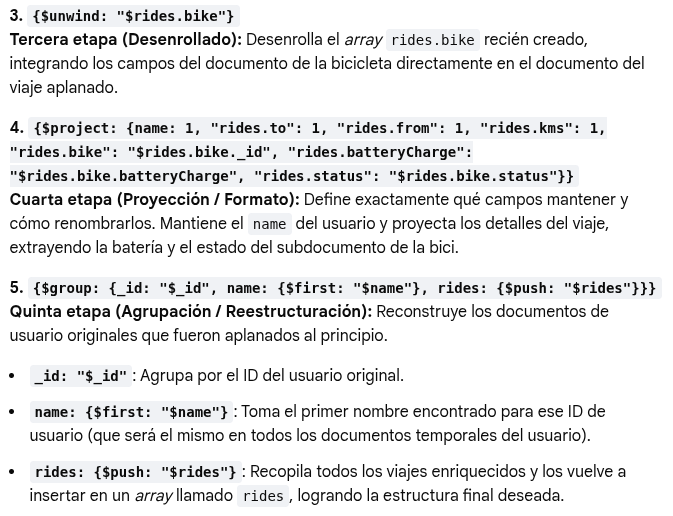 3. {$unwind: "$rides.bike"}
Tercera etapa (Desenrollado): Desenrolla el array rides.bike recién creado,
integrando los campos del documento de la bicicleta directamente en el documento del
viaje aplanado.
4. {$project: {name: 1, "rides.to": 1, "rides.from": 1, "rides.kms": 1,
"rides.bike": "$rides.bike._id", "rides.batteryCharge":
"$rides.bike.batteryCharge", "rides.status": "$rides.bike.status"}}
Cuarta etapa (Proyección / Formato): Define exactamente qué campos mantener y
cómo renombrarlos. Mantiene el name del usuario y proyecta los detalles del viaje,
extrayendo la batería y el estado del subdocumento de la bici.
5. {$group: {_id: "$_id", name: {$first: "$name"}, rides: {$push: "$rides"}}}
Quinta etapa (Agrupación / Reestructuración): Reconstruye los documentos de
usuario originales que fueron aplanados al principio.
• _id: "$_id" : Agrupa por el ID del usuario original.
• name: {$first: "$name"} : Toma el primer nombre encontrado para ese ID de
usuario (que será el mismo en todos los documentos temporales del usuario).
• rides: {$push: "$rides"} : Recopila todos los viajes enriquecidos y los vuelve a
insertar en un array llamado rides , logrando la estructura final deseada.